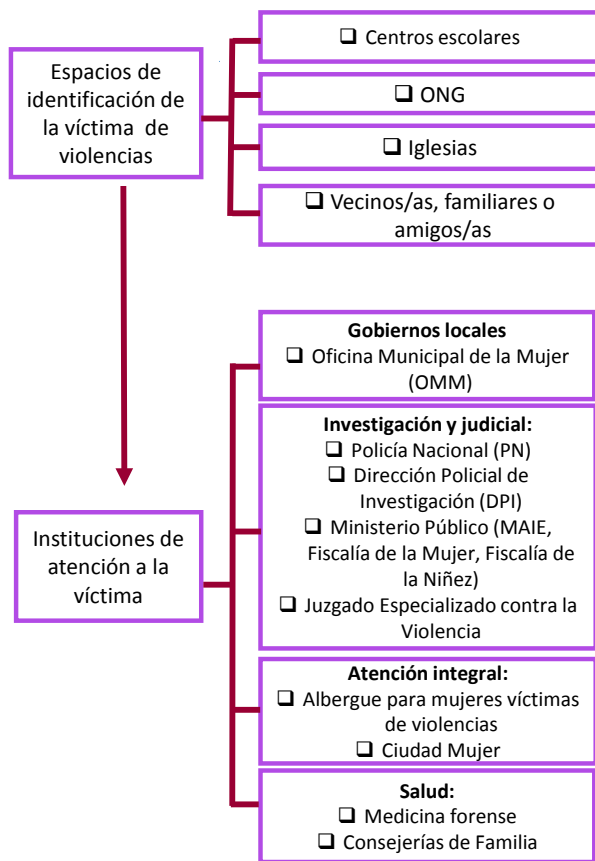 Espacios de
identificación de
la víctima de
violencias
❑ Centros escolares
❑ ONG
❑ Iglesias
❑ Vecinos/as, familiares o
amigos/as
Instituciones de
atención a la
víctima
Gobiernos locales
❑ Oficina Municipal de la Mujer
(OMM)
Investigación y judicial:
❑ Policía Nacional (PN)
❑ Dirección Policial de
Investigación (DPI)
❑ Ministerio Público (MAIE,
Fiscalía de la Mujer, Fiscalía de
la Niñez)
❑ Juzgado Especializado contra la
Violencia
Atención integral:
❑ Albergue para mujeres víctimas
de violencias
❑ Ciudad Mujer
Salud:
❑ Medicina forense
❑ Consejerías de Familia